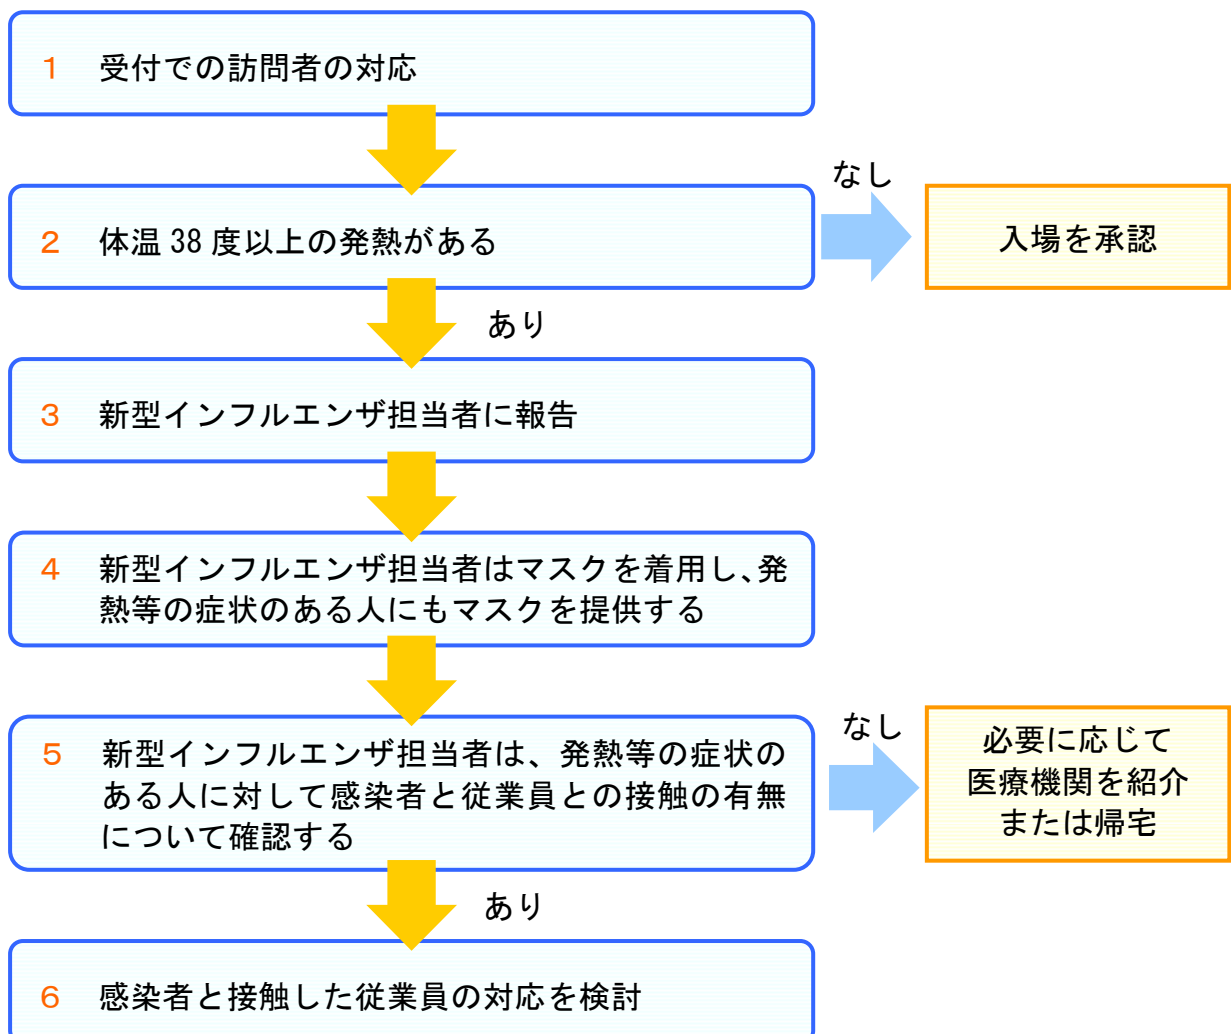 1 受付での訪問者の対応
なし
2 体温 38 度以上の発熱がある
入場を承認
あり
3 新型インフルエンザ担当者に報告
4 新型インフルエンザ担当者はマスクを着用し、発
熱等の症状のある人にもマスクを提供する
なし
5 新型インフルエンザ担当者は、発熱等の症状の
ある人に対して感染者と従業員との接触の有無
について確認する
必要に応じて
医療機関を紹介
または帰宅
あり
6 感染者と接触した従業員の対応を検討